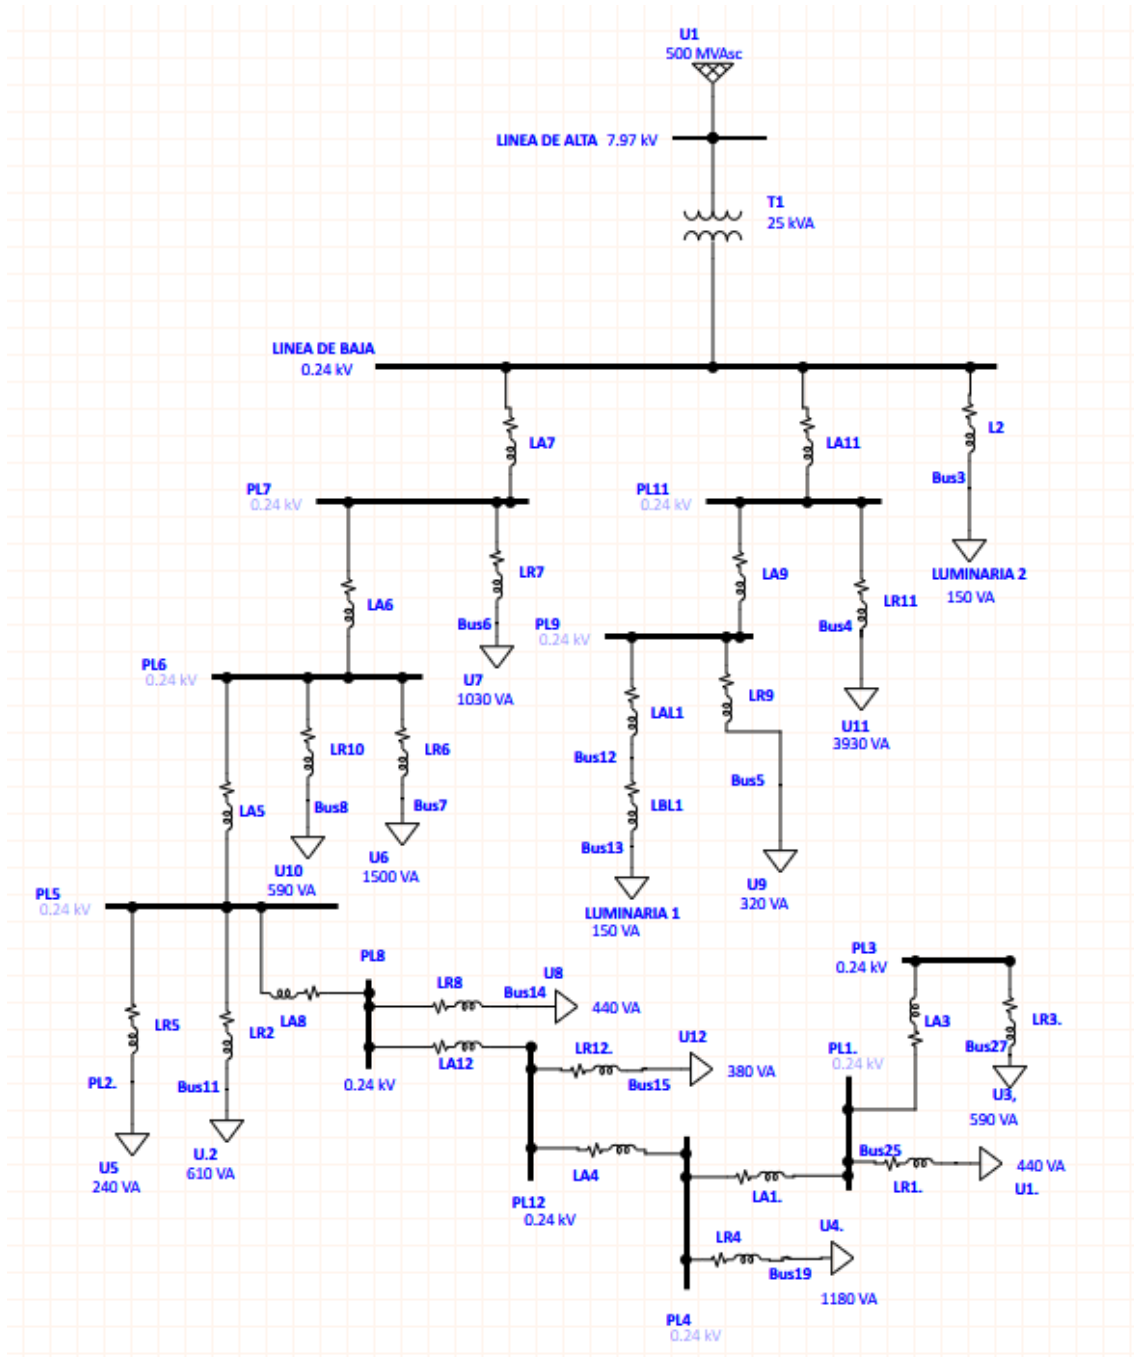 U1
500 MVAsc
LINEA DE ALTA 7.97 kV
T1
25 kVA
LINEA DE BAJA
0.24 kV
LA7
LA11
L2
Bus3
PL7
0.24 kV
PL11
0.24 kV
LR7
LA9
LUMINARIA 2
150 VA
LA6
LR11
Bus6
PL9
0.24 kV
Bus4
PL6
0.24 kV
U7
1030 VA
LAL1
LR9
U11
3930 VA
LR10
LR6
Bus12
Bus5
LA5
Bus8
Bus7
LBL1
Bus13
U10
590 VA
U6
1500 VA
U9
320 VA
PL5
0.24 kV
LUMINARIA 1
150 VA
PL8
PL3
0.24 kV
LR8
U8
Bus14
440 VA
LR5
LR2
LA8
LA3
LR3.
U12
LR12.
Bus15
380 VA
LA12
0.24 kV
PL1.
0.24 kV
Bus27
PL2.
Bus11
U3,
590 VA
U5
240 VA
U.2
610 VA
LA4
Bus25
LR1.
440 VA
U1.
PL12
0.24 kV
LA1.
LR4
U4.
Bus19
1180 VA
PL4
0.24 kV